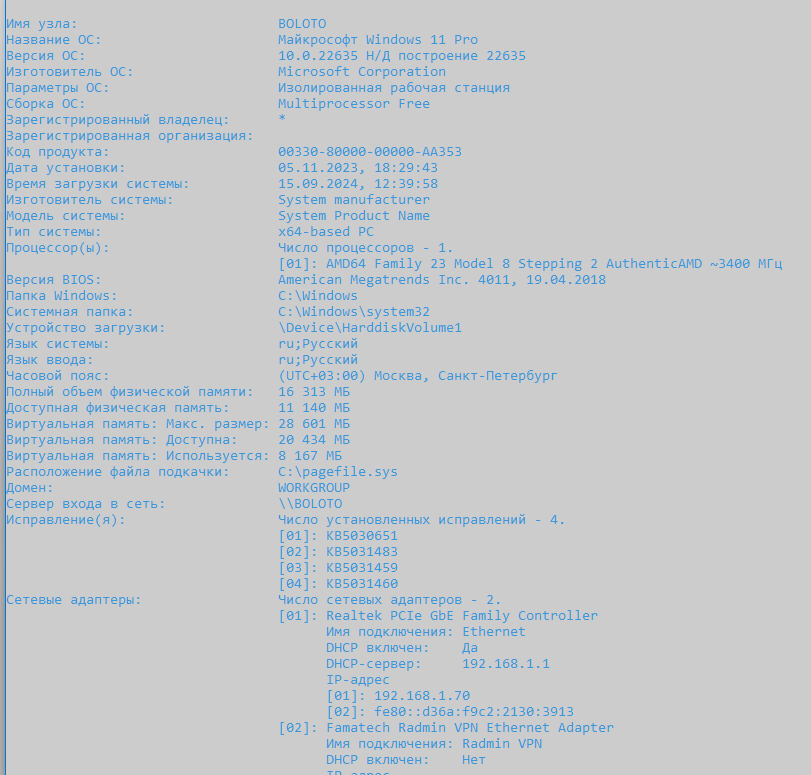 Имя узла: BOLOTO
Название ОС: Майкрософт Windows 11 Pro
Версия ОС: 10.0.22635 Н/Д построение 22635
Изготовитель ОС: Microsoft Corporation
Параметры ОС: Изолированная рабочая станция
Сборка ОС: Multiprocessor Free
Зарегистрированный владелец: *
Зарегистрированная организация:
Код продукта: 00330-80000-00000-AA353
Дата установки: 05.11.2023, 18:29:43
Время загрузки системы: 15.09.2024, 12:39:58
Изготовитель системы: System manufacturer
Модель системы: System Product Name
Тип системы: x64-based PC
Процессор(ы): Число процессоров - 1.
[01]: AMD64 Family 23 Model 8 Stepping 2 AuthenticAMD ~3400 МГц
Версия BIOS: American Megatrends Inc. 4011, 19.04.2018
Папка Windows: C:\Windows
Системная папка: C:\Windows\system32
Устройство загрузки: \Device\HarddiskVolume1
Язык системы: ru;Русский
Язык ввода: ru;Русский
Часовой пояс: (UTC+03:00) Москва, Санкт-Петербург
Полный объем физической памяти: 16 313 МБ
Доступная физическая память: 11 140 МБ
Виртуальная память: Макс. размер: 28 601 МБ
Виртуальная память: Доступна: 20 434 МБ
Виртуальная память: Используется: 8 167 МБ
Расположение файла подкачки: C:\pagefile.sys
Домен: WORKGROUP
Сервер входа в сеть: \\BOLOTO
Исправление(я): Число установленных исправлений - 4.
[01]: KB5030651
[02]: KB5031483
[03]: KB5031459
[04]: KB5031460
Сетевые адаптеры: Число сетевых адаптеров - 2.
[01]: Realtek PCIe GbE Family Controller
Имя подключения: Ethernet
DHCP включен: Да
DHCP-сервер: 192.168.1.1
IP-адрес
[01]: 192.168.1.70
[02]: fe80::d36a:f9c2:2130:3913
[02]: Famatech Radmin VPN Ethernet Adapter
Имя подключения: Radmin VPN
DHCP включен: Нет
IP-адрес